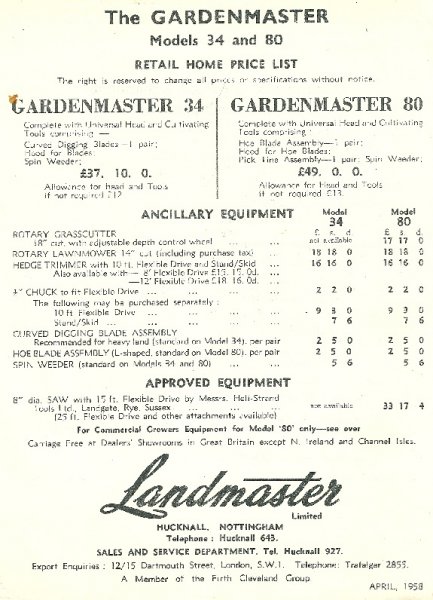 The GARDENMASTER
Models 34 and 80
RETAIL HOME PRICE LIST
The right is reserved to change all prices or specifications without notice.
GARDENMASTER 34
Complete with Universal Head and Cultivating
Tools comprising :—
Curved Digging Blades—1 pair;
Hood for Blades;
Spin Weeder;
£37. 10. 0.
Allowance for head and Tools
if not required £12
GARDENMASTER 80
Complete with Universal Head and Cultivating
Tools comprising :
Hoe Blade Assembly—1 pair;
Hood for Hoe Blades;
Pick Tine Assembly—1 pair; Spin Weeder;
£49. 0. 0.
Allowance for Head and Tools
if not required £13.
ANCILLARY EQUIPMENT Model 34 Model 80
£ s. d. £ s. d.
ROTARY GRASSCUTTER
18" cut, with adjustable depth control wheel ... ... not available 17 17 0
ROTARY LAWNMOWER 14" cut (including purchase tax) ... 18 18 0 18 18 0
HEDGE TRIMMER with 10 ft. Flexible Drive and Stand/Skid ... 16 16 0 16 16 0
Also available with — 8' Flexible Drive £15. 15. 0d.
—12' Flexible Drive £18. 16. 0d.
CHUCK to fit Flexible Drive ... ... ... ... ... 2 2 0 2 2 0
The following may be purchased separately :
10 ft. Flexible Drive ... ... ... ... ... 9 3 0 9 3 0
Stand/Skid ... ... ... ... ... ... 7 6 7 6
CURVED DIGGING BLADE ASSEMBLY
Recommended for heavy land (standard on Model 34). per pair 2 5 0 2 5 0
HOE BLADE ASSEMBLY (L-shaped, standard on Model 80). per pair 2 5 0 2 5 0
SPIN WEEDER (standard on Models 34 and 80) ... ... 5 6 5 6
APPROVED EQUIPMENT
8" dia. SAW with 15 ft. Flexible Drive by Messrs. Heli-Strand
Tools Ltd., Landgate, Rye, Sussex ... ... ... not available 33 17 4
(25 ft. Flexible Drive and other attachments available)
For Commercial Growers Equipment for Model '80' only—see over
Carriage Free at Dealers' Showrooms in Great Britain except N. Ireland and Channel Isles.
Landmaster
Limited
HUCKNALL, NOTTINGHAM
Telephone : Hucknall 643.
SALES AND SERVICE DEPARTMENT, Tel. Hucknall 927.
Export Enquiries : 12/15 Dartmouth Street, London, S.W.1. Telephone: Trafalgar 2855.
A Member of the Firth Cleveland Group.
APRIL, 1958